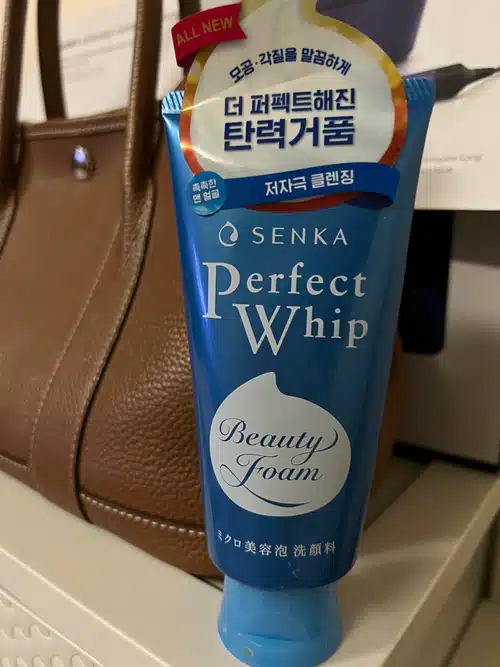 ALL NEW
모공·각질을 말끔하게
더 퍼펙트해진
탄력거품
촉촉한
맨 얼굴
저자극 클렌징
SENKA
Perfect
Whip
Beauty
Foam
ミクロ美容泡 洗顔料